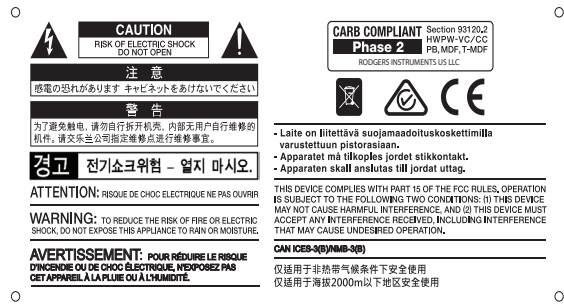 CAUTION
RISK OF ELECTRIC SHOCK
DO NOT OPEN
注 意
感電の恐れがあります キャビネットをあけないでください
警 告
为了避免触电,请勿自行拆开机壳,内部无用户自行维修的
机件。请交乐兰公司指定维修点进行维修事宜。
경고 전기쇼크위험 – 열지 마시오.
ATTENTION: RISQUE DE CHOC ELECTRIQUE NE PAS OUVRIR
WARNING: TO REDUCE THE RISK OF FIRE OR ELECTRIC
SHOCK, DO NOT EXPOSE THIS APPLIANCE TO RAIN OR MOISTURE.
AVERTISSEMENT: POUR RÉDUIRE LE RISQUE
D'INCENDIE OU DE CHOC ÉLECTRIQUE, N'EXPOSEZ PAS
CET APPAREIL À LA PLUIE OU À L'HUMIDITÉ.
CARB COMPLIANT Section 93120.2
Phase 2 HWPW-VC/CC
PB, MDF, T-MDF
RODGERS INSTRUMENTS US LLC
CE
- Laite on liitettävä suojamaadoituskoskettimilla
varustettuun pistorasiaan.
- Apparatet må tilkoples jordet stikkontakt.
- Apparaten skall anslutas till jordat uttag.
THIS DEVICE COMPLIES WITH PART 15 OF THE FCC RULES. OPERATION
IS SUBJECT TO THE FOLLOWING TWO CONDITIONS: (1) THIS DEVICE
MAY NOT CAUSE HARMFUL INTERFERENCE, AND (2) THIS DEVICE MUST
ACCEPT ANY INTERFERENCE RECEIVED, INCLUDING INTERFERENCE
THAT MAY CAUSE UNDESIRED OPERATION.
CAN ICES-3(B)/NMB-3(B)
仅适用于非热带气候条件下安全使用
仅适用于海拔2000m以下地区安全使用